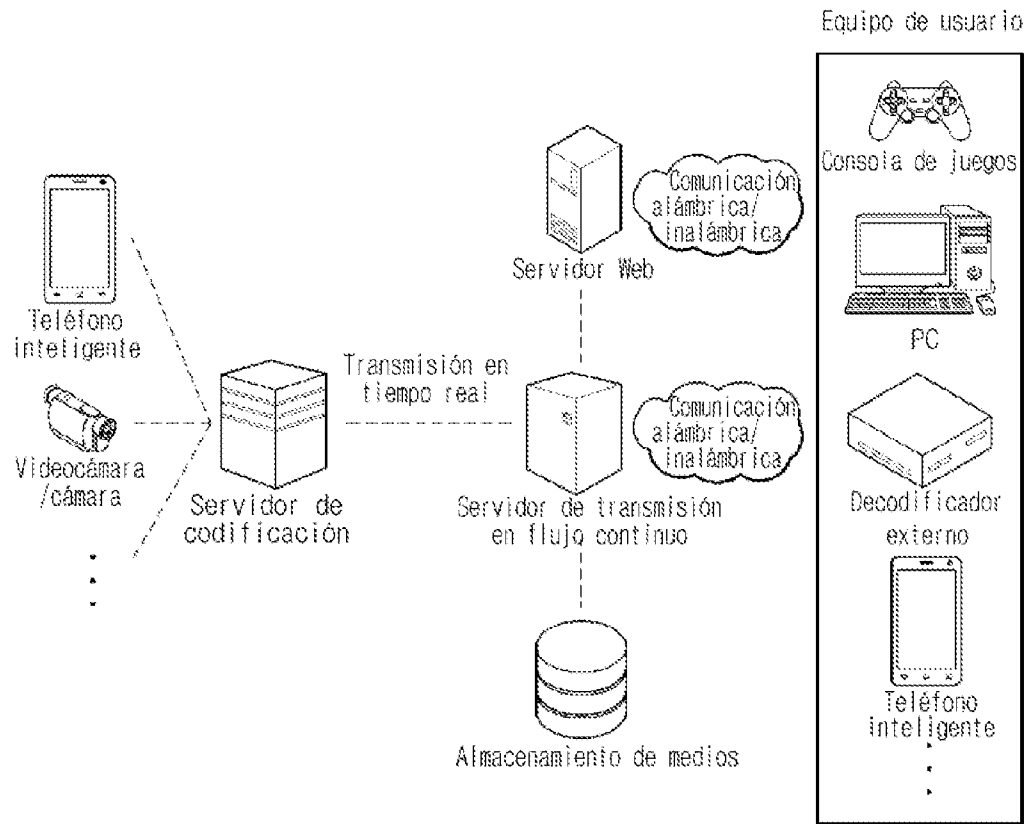 Equipo de usuario
Consola de juegos
Comunicación
alámbrica/
inalámbrica
Servidor Web
Teléfono
inteligente
PC
Transmisión en
tiempo real
Comunicación
alámbrica/
inalámbrica
Videocámara
/cámara
Servidor de
codificación
Servidor de transmisión
en flujo continuo
Decodificador
externo
Teléfono
inteligente
Almacenamiento de medios